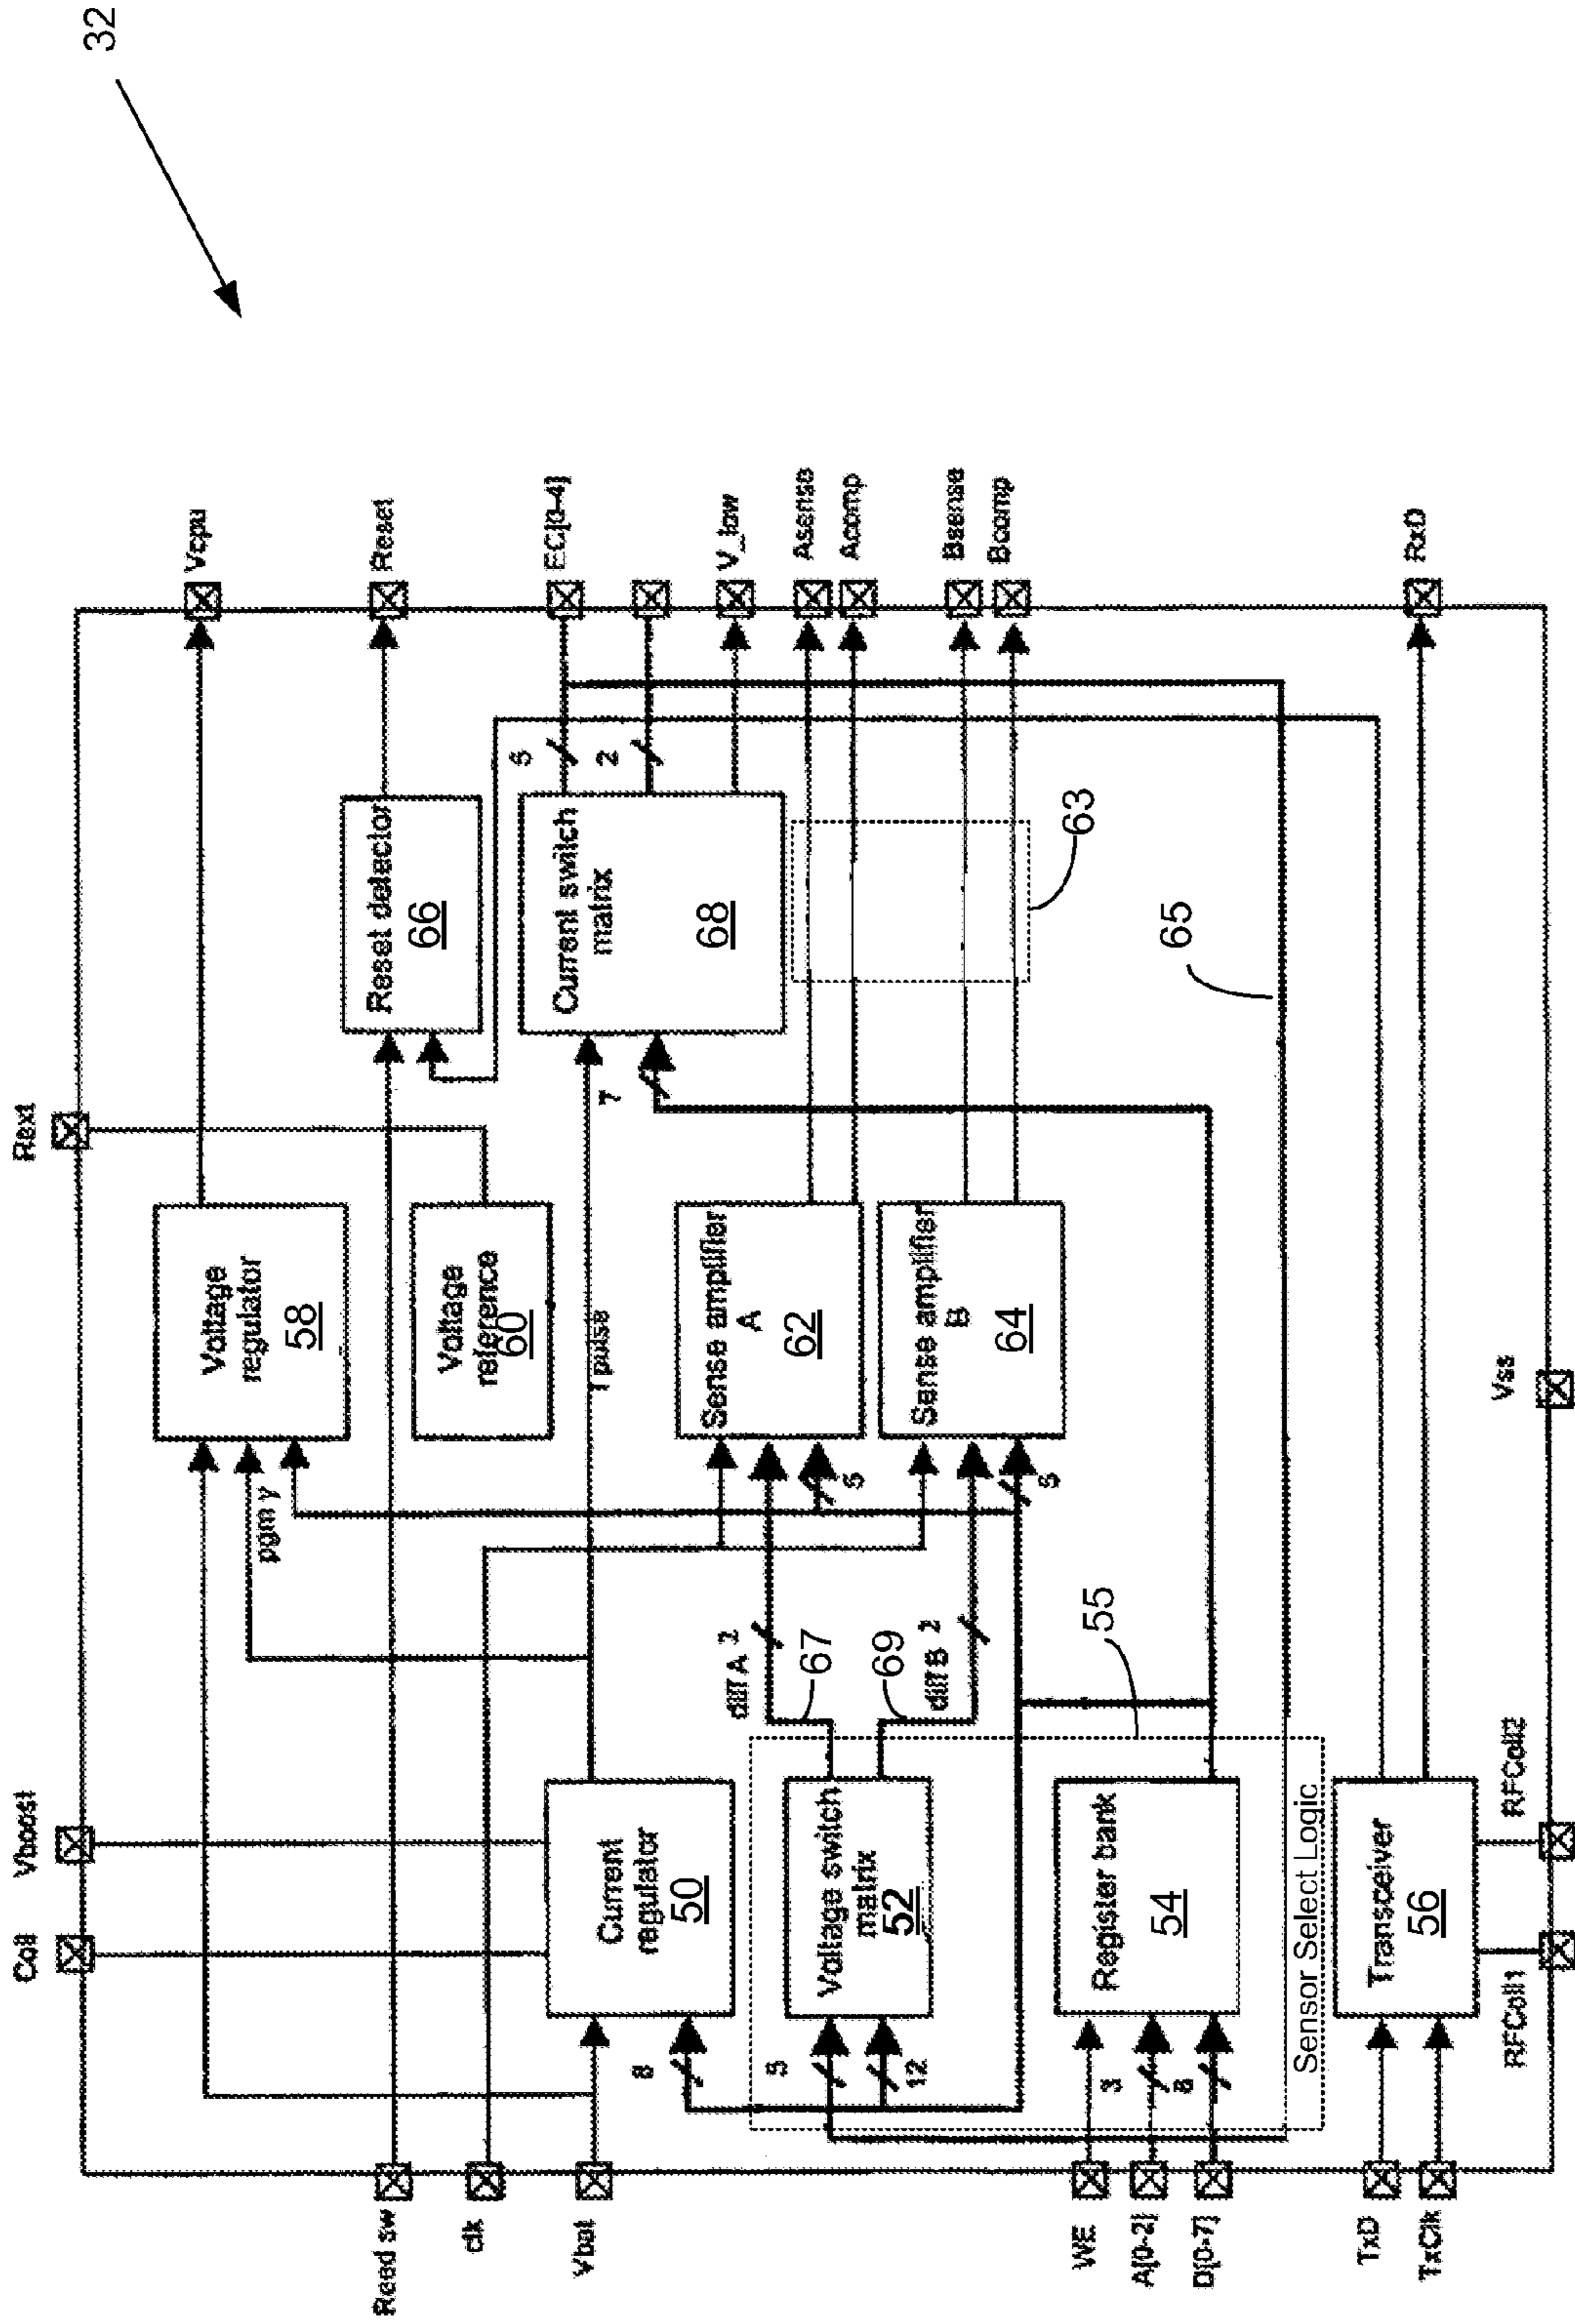 32
Coil
Vboost
Rext
Reed sw
clk
Vbat
WE
A[0-2]
D[0-7]
TxD
TxClk
Voltage
regulator
58
Vcpu
pgm γ
Voltage
reference
60
Reset detector
66
Reset
Current
regulator
50
8
I pulse
Current switch
matrix
68
7
5
2
EC[0-4]
V_low
Voltage switch
matrix
52
5
12
diff A
2
67
69
diff B
2
Sense amplifier
A
62
5
Asense
Acomp
Sense amplifier
B
64
5
Bsense
Bcomp
63
65
55
Register bank
54
3
8
Sensor Select Logic
Transceiver
56
RxD
RFCoil1
RFCoil2
Vss